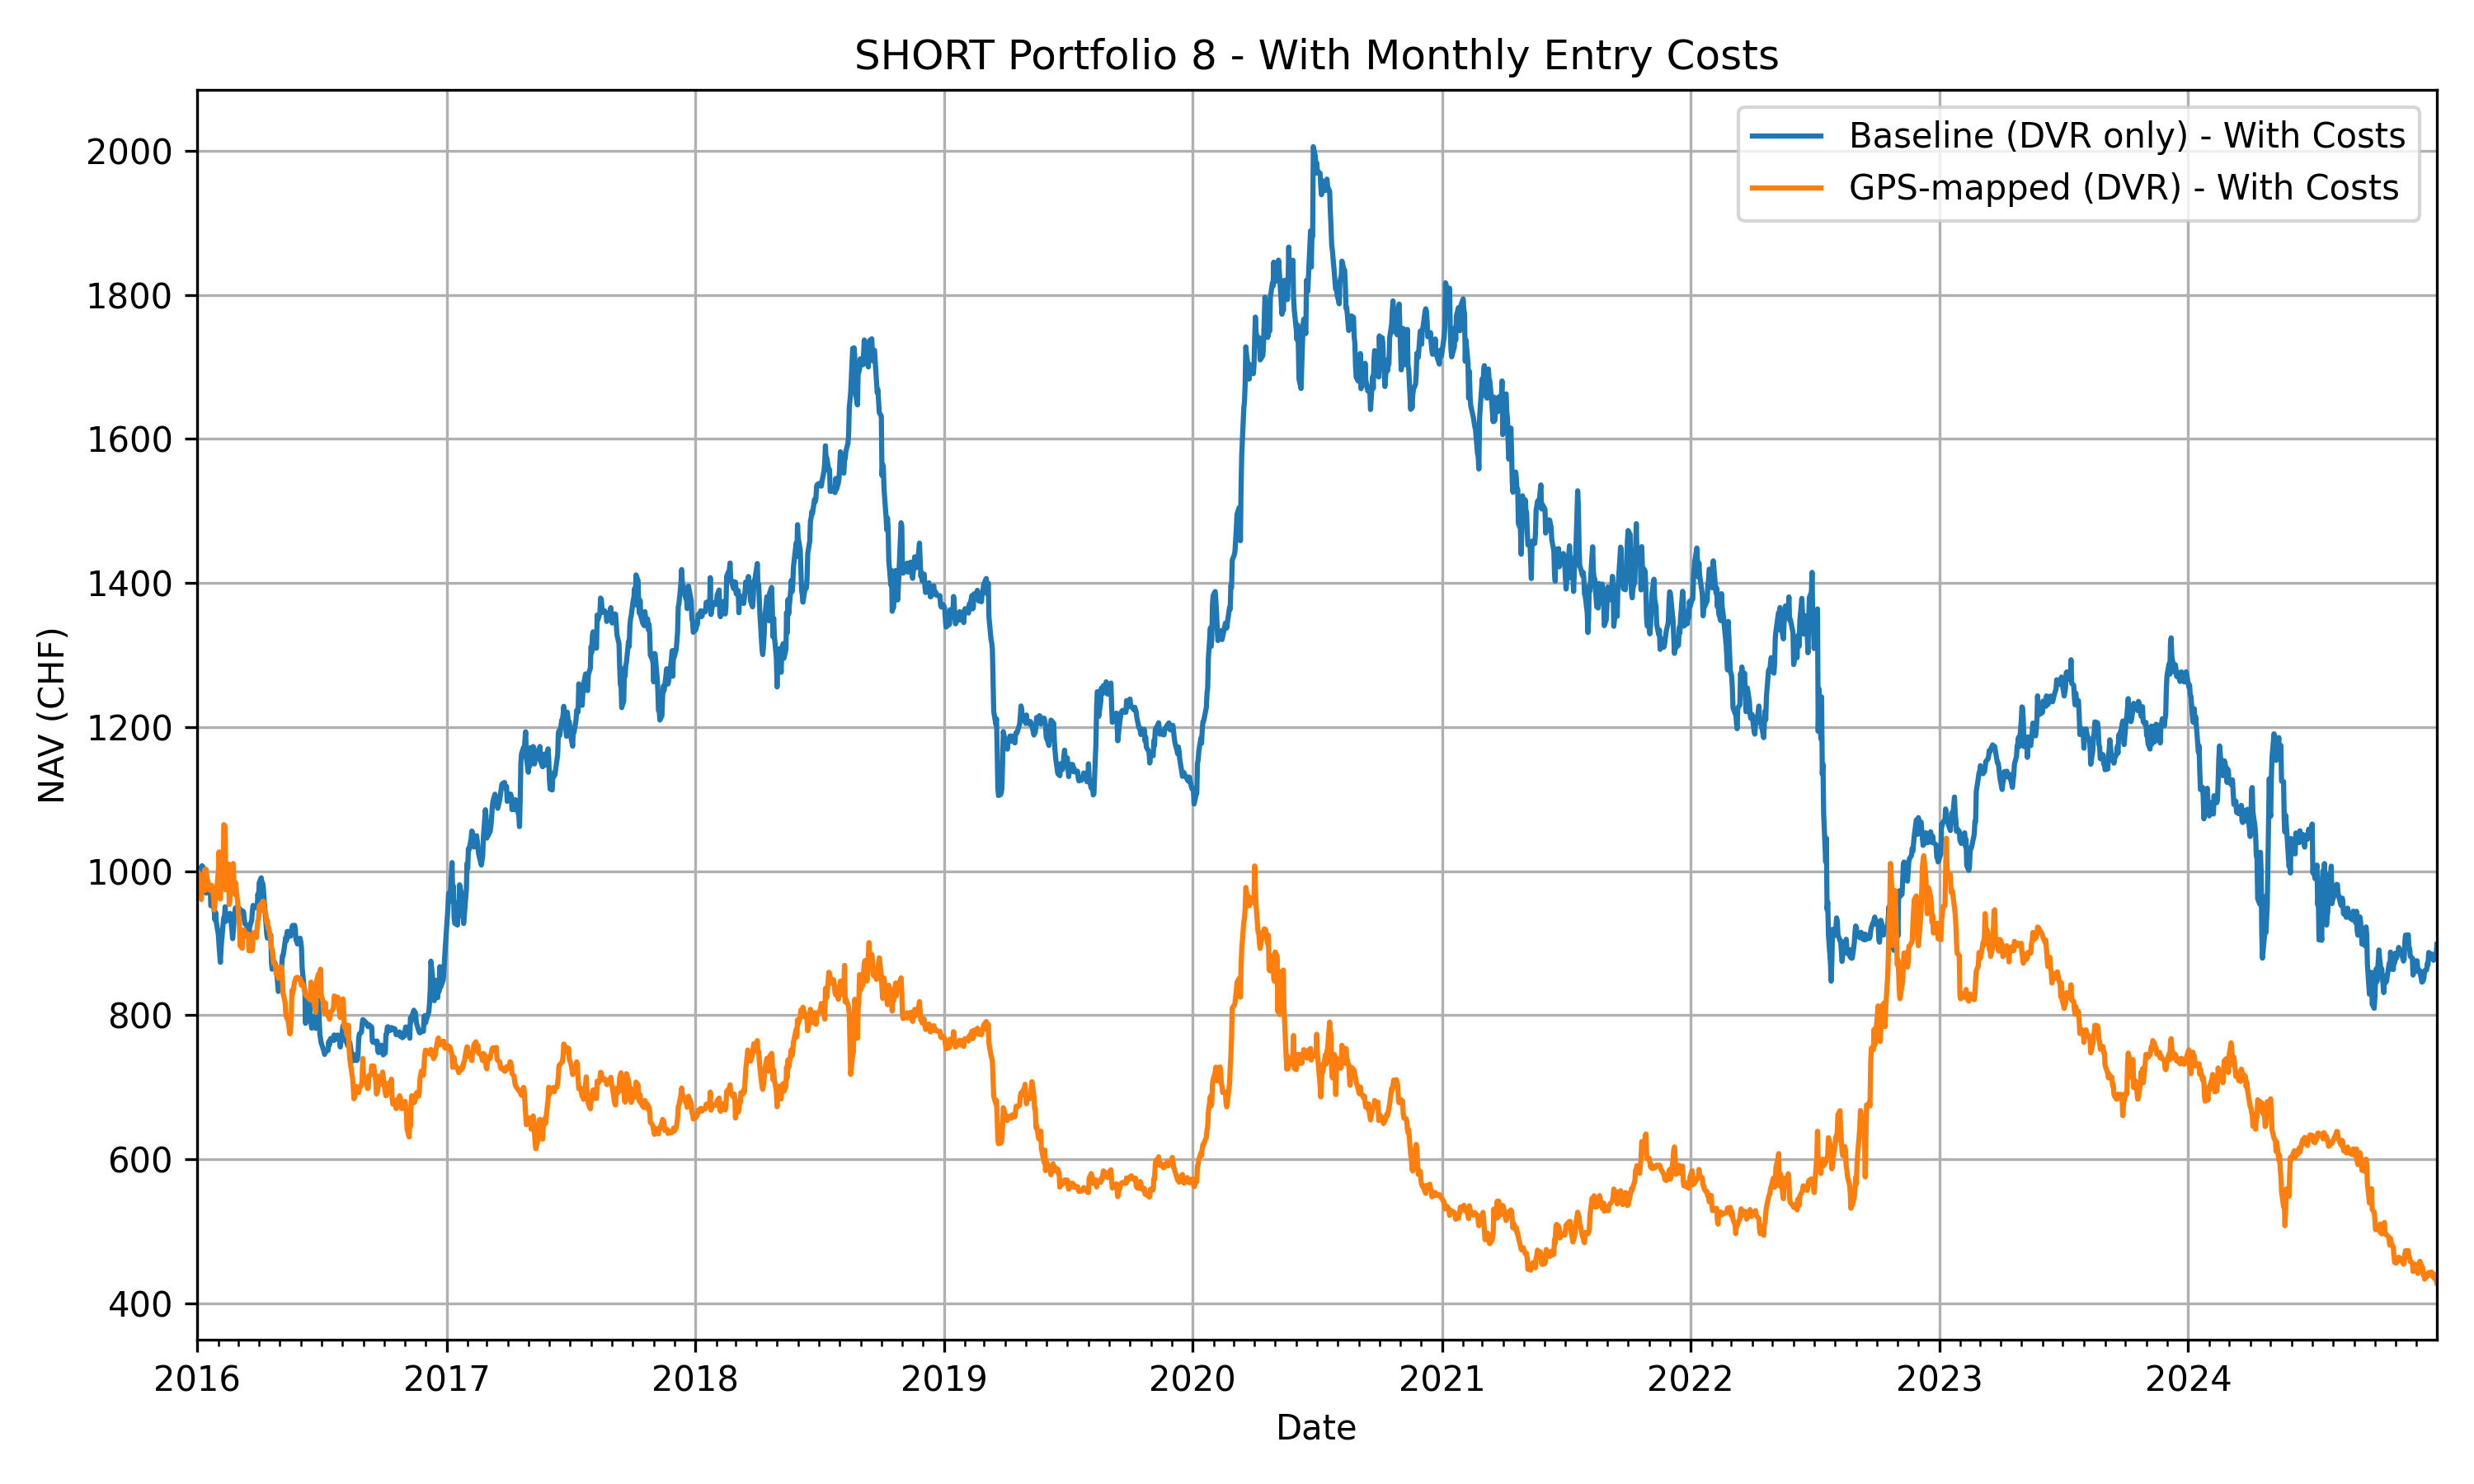 SHORT Portfolio 8 - With Monthly Entry Costs
Baseline (DVR only) - With Costs
GPS-mapped (DVR) - With Costs
NAV (CHF)
2000
1800
1600
1400
1200
1000
800
600
400
2016 2017 2018 2019 2020 2021 2022 2023 2024
Date